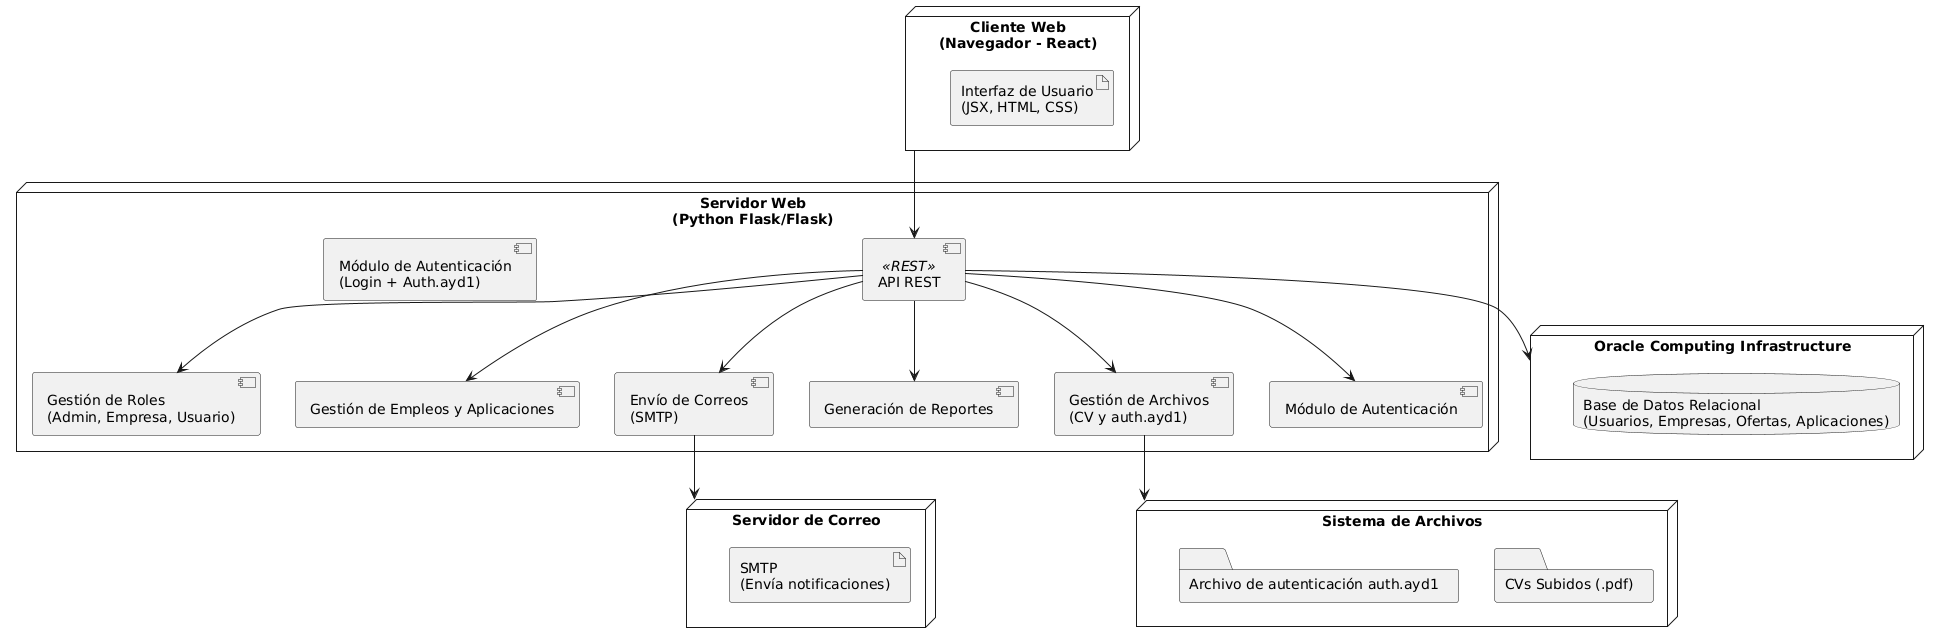 Cliente Web
(Navegador - React)
Interfaz de Usuario
(JSX, HTML, CSS)
Servidor Web
(Python Flask/Flask)
Módulo de Autenticación
(Login + Auth.ayd1)
«REST»
API REST
Gestión de Roles
(Admin, Empresa, Usuario)
Gestión de Empleos y Aplicaciones
Envío de Correos
(SMTP)
Generación de Reportes
Gestión de Archivos
(CV y auth.ayd1)
Módulo de Autenticación
Oracle Computing Infrastructure
Base de Datos Relacional
(Usuarios, Empresas, Ofertas, Aplicaciones)
Servidor de Correo
SMTP
(Envía notificaciones)
Sistema de Archivos
Archivo de autenticación auth.ayd1
CVs Subidos (.pdf)